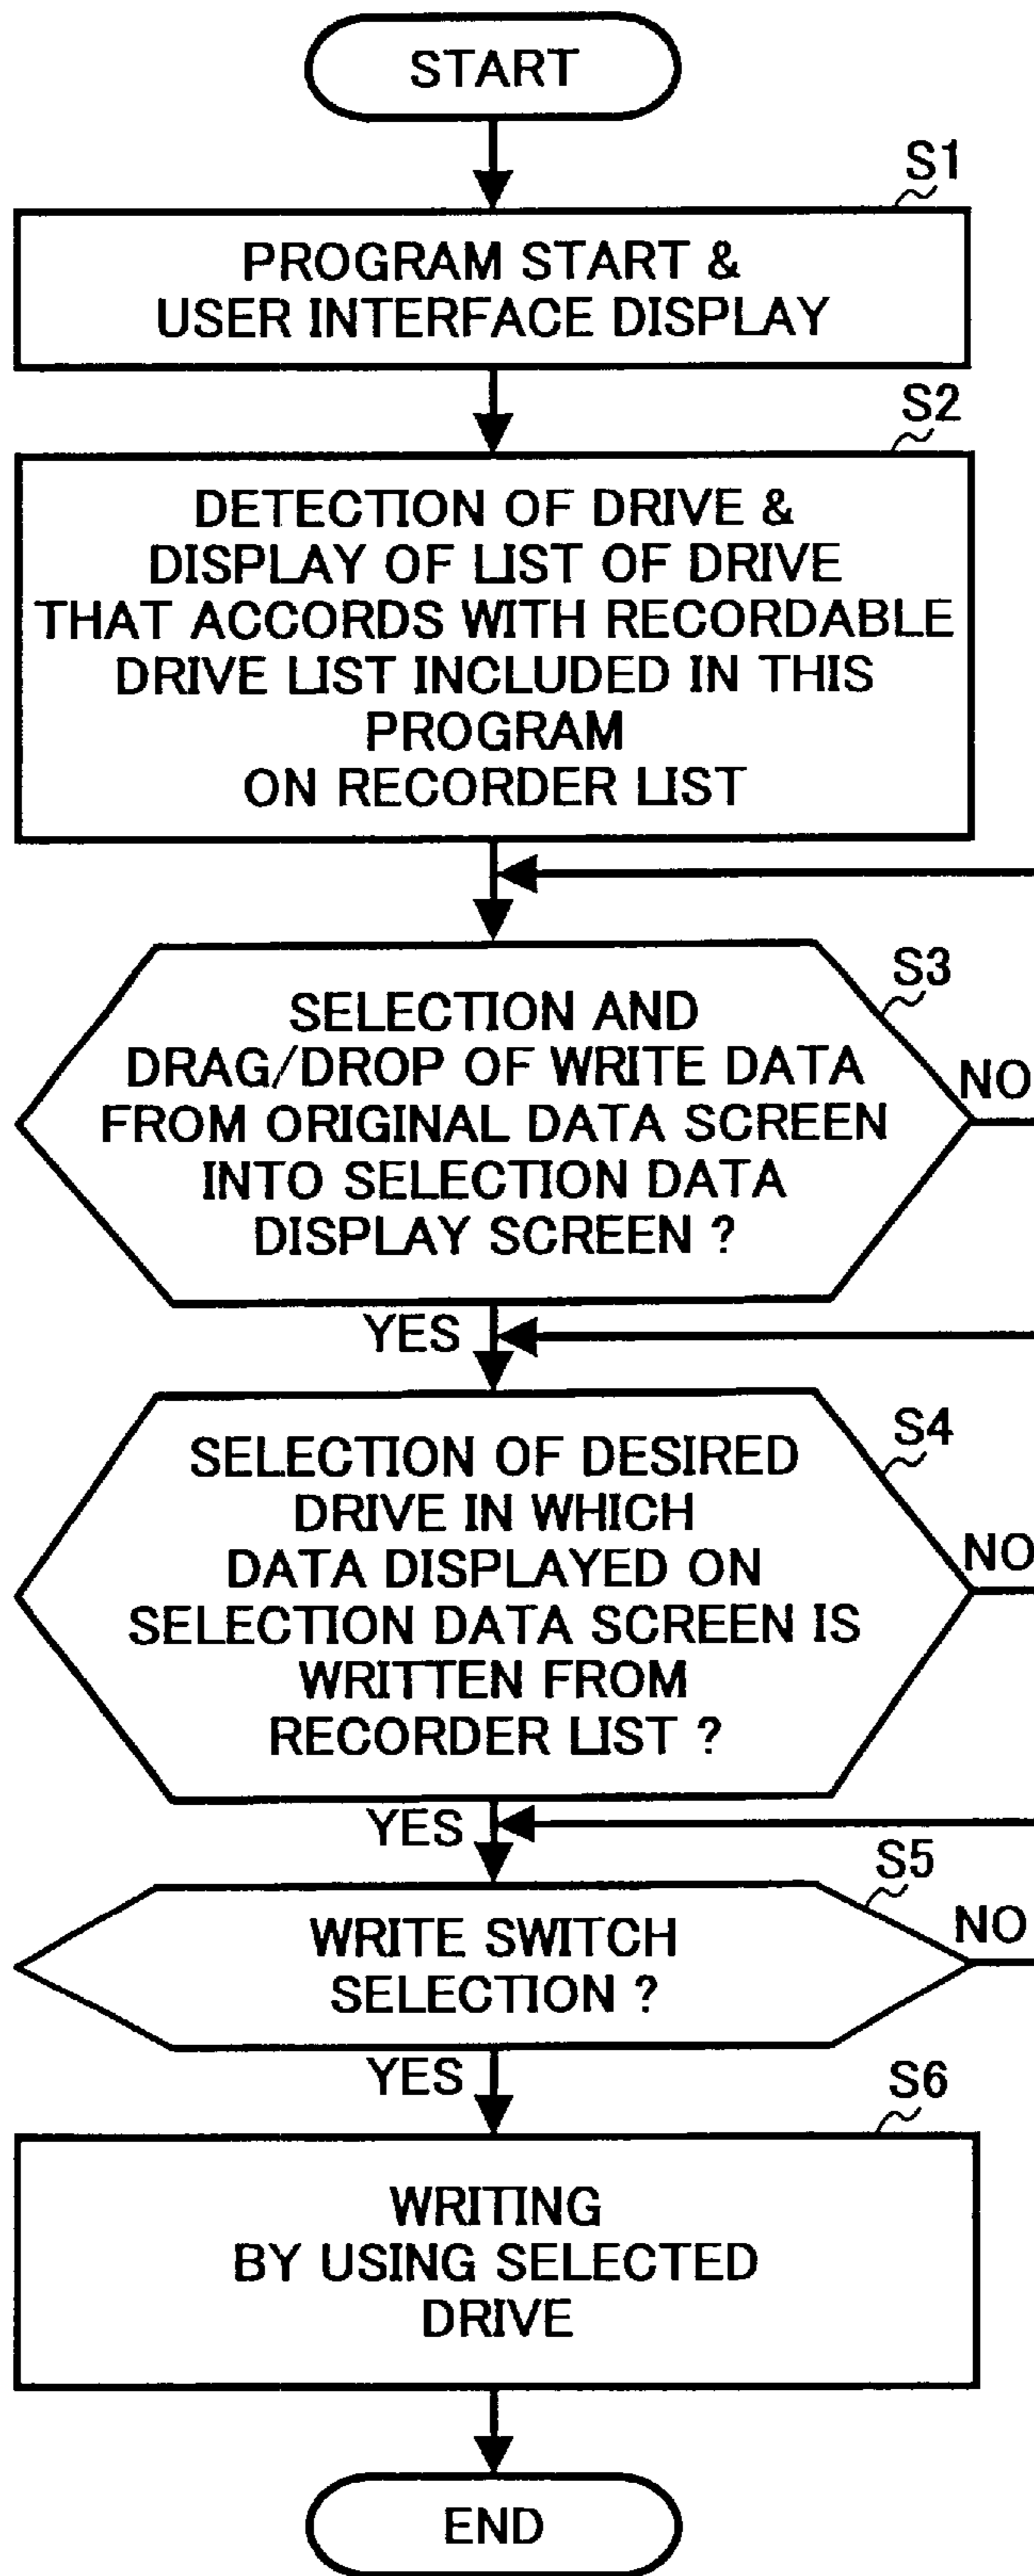 START
S1
PROGRAM START &
USER INTERFACE DISPLAY
S2
DETECTION OF DRIVE &
DISPLAY OF LIST OF DRIVE
THAT ACCORDS WITH RECORDABLE
DRIVE LIST INCLUDED IN THIS
PROGRAM
ON RECORDER LIST
S3
SELECTION AND
DRAG/DROP OF WRITE DATA
FROM ORIGINAL DATA SCREEN
INTO SELECTION DATA
DISPLAY SCREEN ?
NO
YES
S4
SELECTION OF DESIRED
DRIVE IN WHICH
DATA DISPLAYED ON
SELECTION DATA SCREEN IS
WRITTEN FROM
RECORDER LIST ?
NO
YES
S5
WRITE SWITCH
SELECTION ?
NO
YES
S6
WRITING
BY USING SELECTED
DRIVE
END